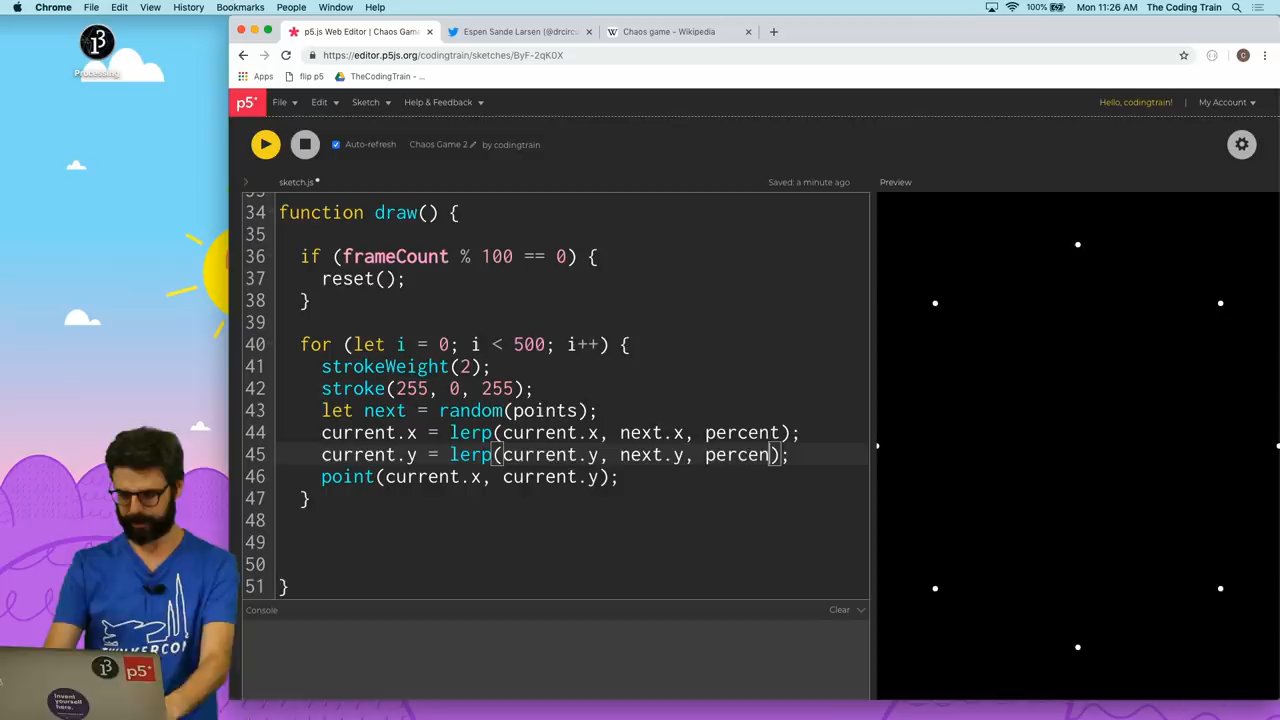 Chrome File Edit View History Bookmarks People Window Help 100% Mon 11:26 AM The Coding Train
p5.js Web Editor | Chaos Gam Espen Sande Larsen (@drcirc Chaos game - Wikipedia
https://editor.p5js.org/codingtrain/sketches/ByF-2qK0X
Apps flip p5 TheCodingTrain - ...
Processing
p5* File Edit Sketch Help & Feedback Hello, codingtrain! | My Account
Auto-refresh Chaos Game 2 by codingtrain
sketch.js Saved: a minute ago Preview
34 function draw() {
35
36 if (frameCount % 100 == 0) {
37 reset();
38 }
39
40 for (let i = 0; i < 500; i++) {
41 strokeWeight(2);
42 stroke(255, 0, 255);
43 let next = random(points);
44 current.x = lerp(current.x, next.x, percent);
45 current.y = lerp(current.y, next.y, percen);
46 point(current.x, current.y);
47 }
48
49
50
51 }
Console Clear
THINKERCON
p5*
Invent
yourself
here.